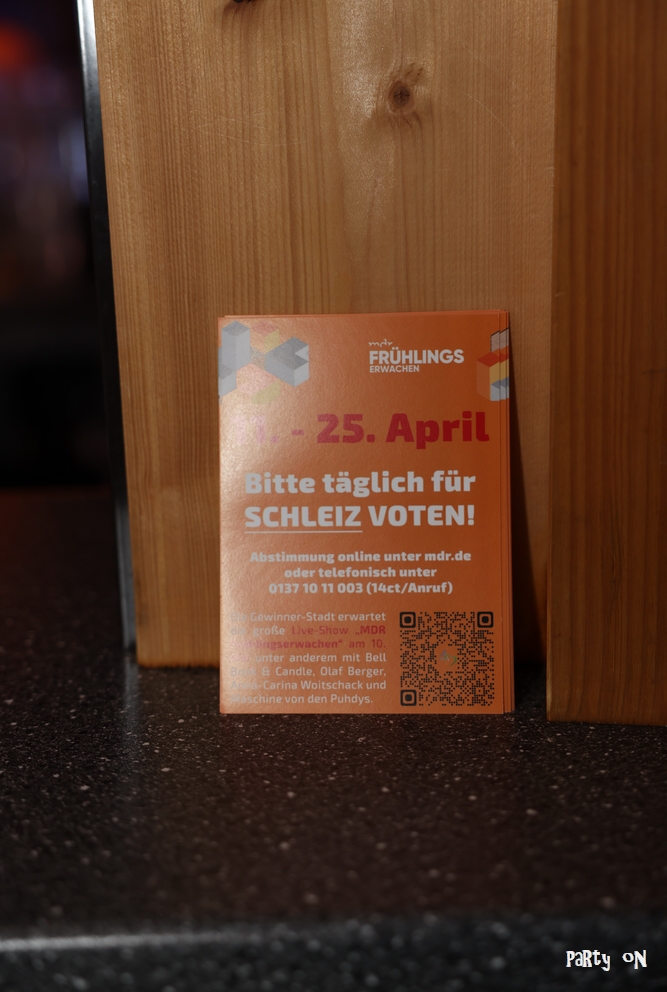 mdr
FRÜHLINGS
ERWACHEN
- 25. April
Bitte täglich für
SCHLEIZ VOTEN!
Abstimmung online unter mdr.de
oder telefonisch unter
0137 10 11 003 (14ct/Anruf)
Gewinner-Stadt erwartet
große Live-Show „MDR
am 10.
unter anderem mit Bell
& Candle, Olaf Berger,
Carina Woitschack und
von den Puhdys.
PaRty oN